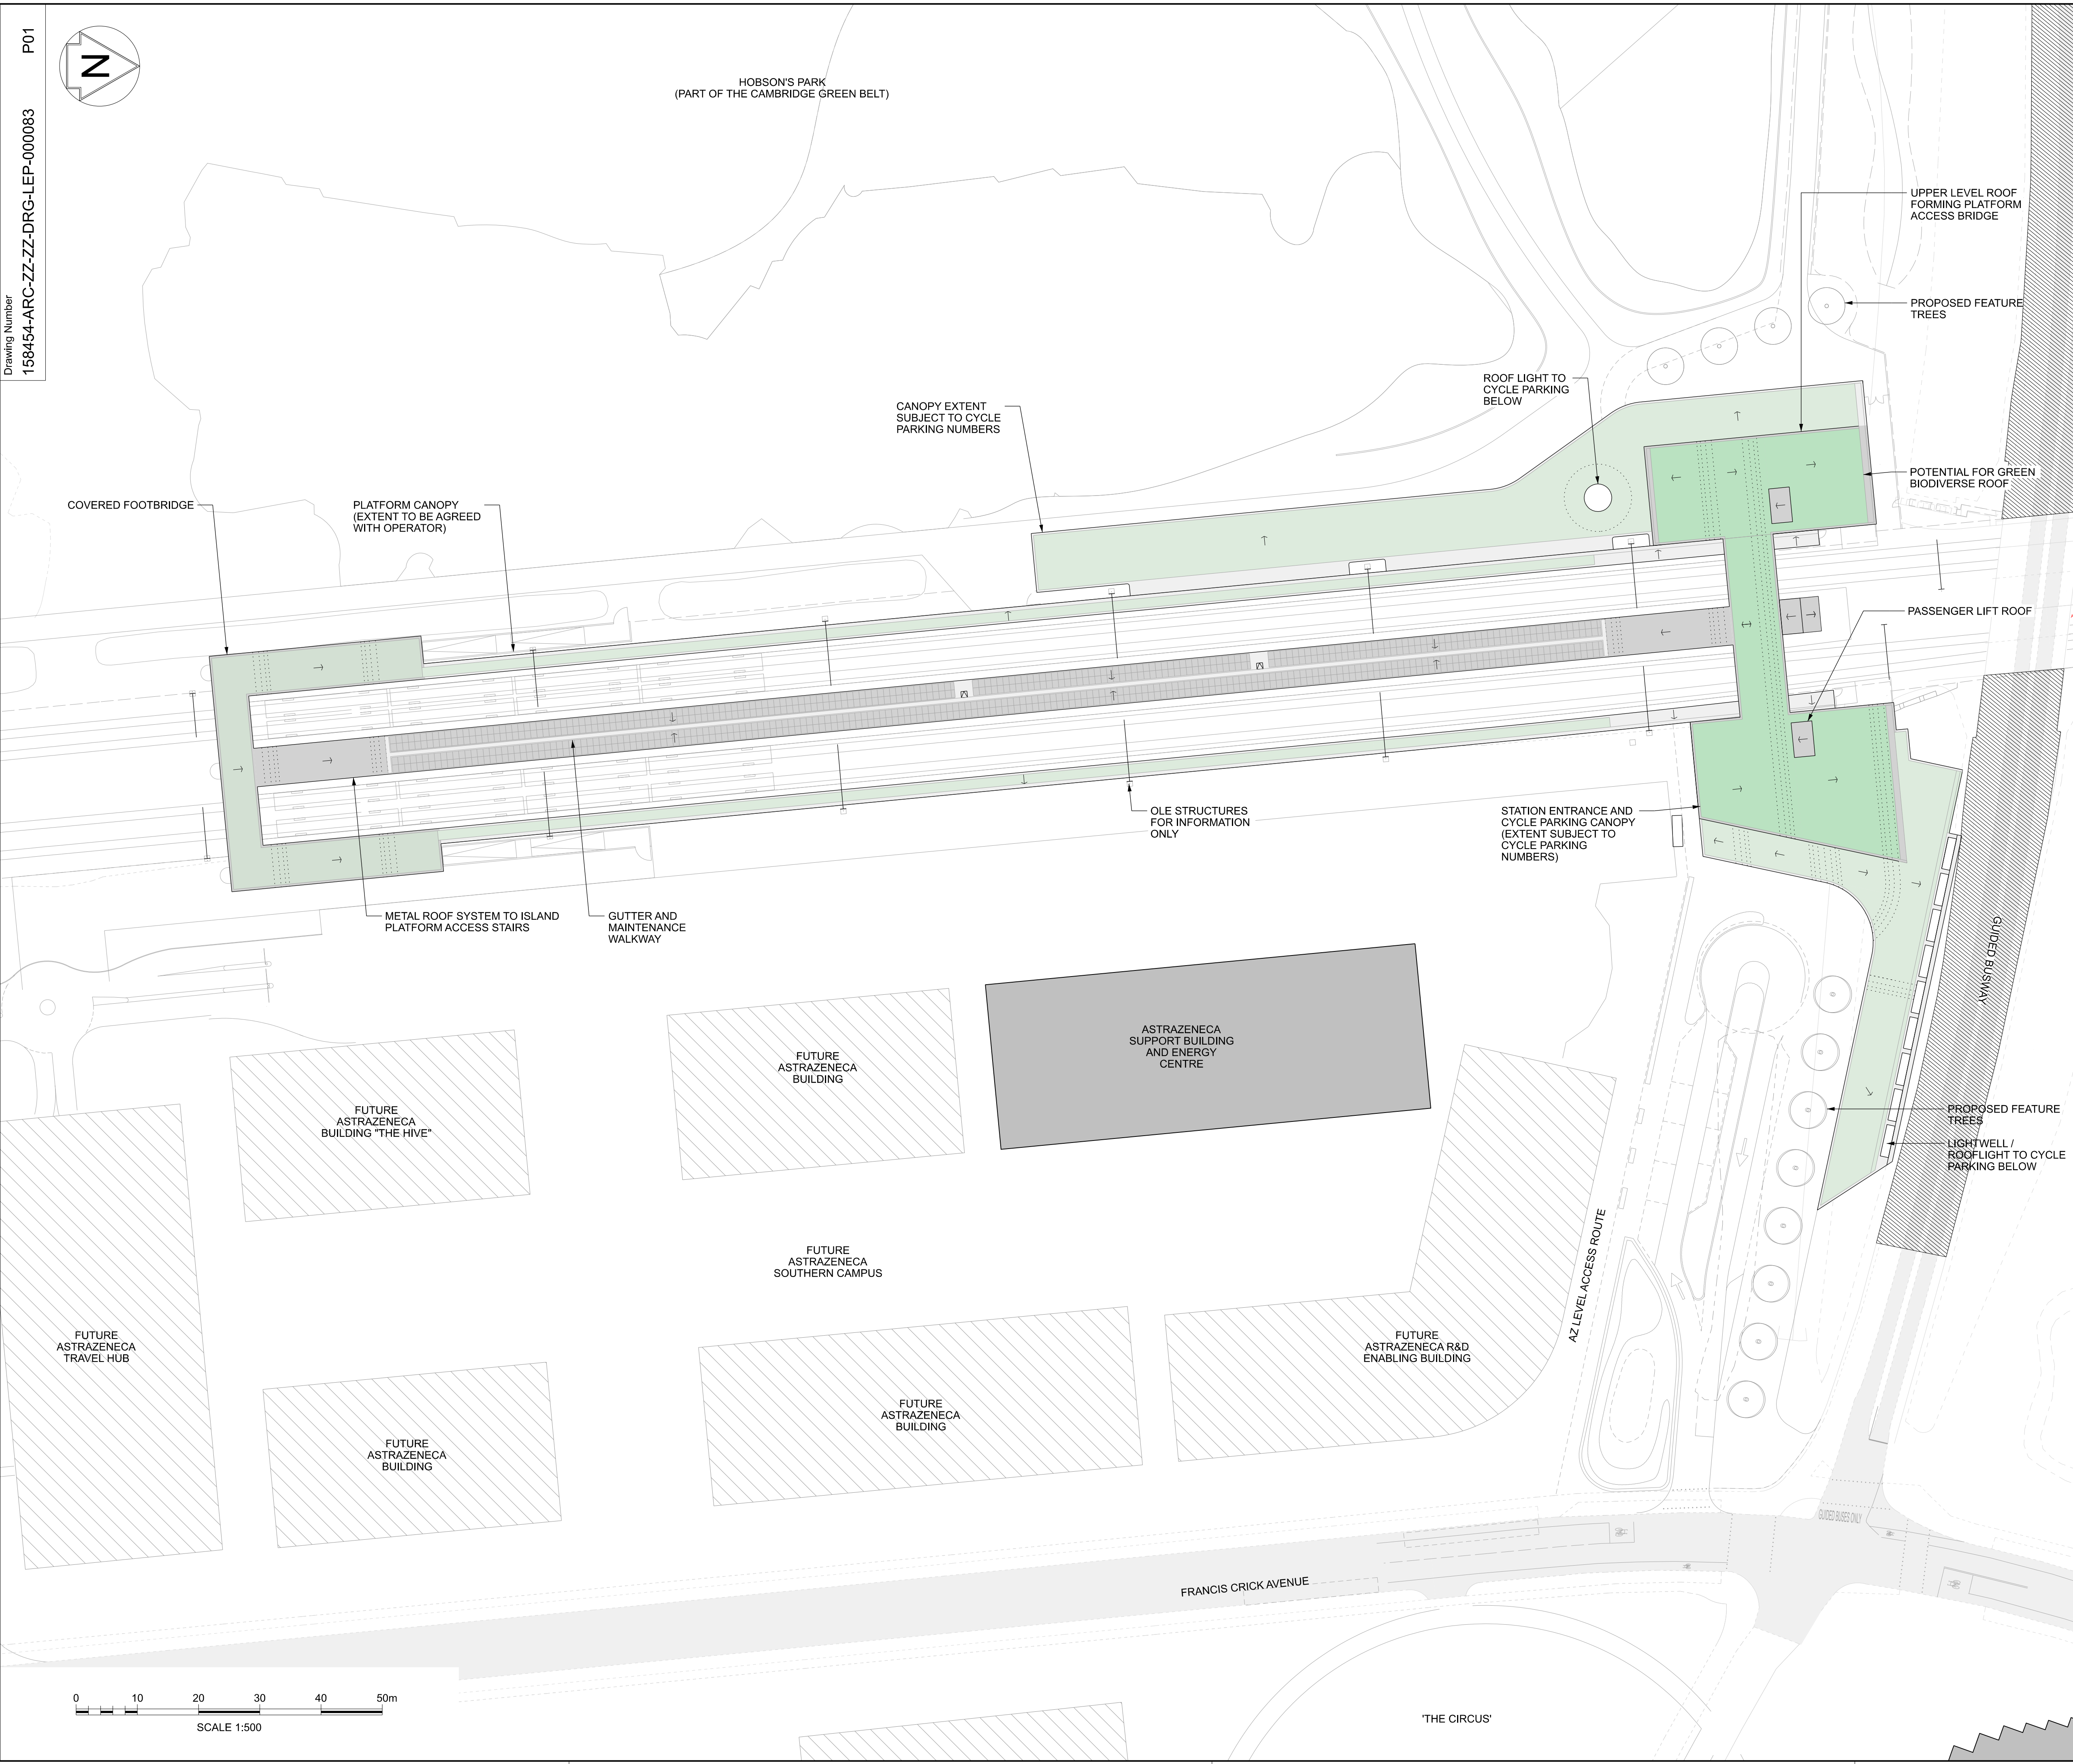 Drawing Number
158454-ARC-ZZ-ZZ-DRG-LEP-000083
P01
N
HOBSON'S PARK
(PART OF THE CAMBRIDGE GREEN BELT)
UPPER LEVEL ROOF
FORMING PLATFORM
ACCESS BRIDGE
PROPOSED FEATURE
TREES
ROOF LIGHT TO
CYCLE PARKING
BELOW
CANOPY EXTENT
SUBJECT TO CYCLE
PARKING NUMBERS
POTENTIAL FOR GREEN
BIODIVERSE ROOF
COVERED FOOTBRIDGE
PLATFORM CANOPY
(EXTENT TO BE AGREED
WITH OPERATOR)
PASSENGER LIFT ROOF
OLE STRUCTURES
FOR INFORMATION
ONLY
STATION ENTRANCE AND
CYCLE PARKING CANOPY
(EXTENT SUBJECT TO
CYCLE PARKING
NUMBERS)
METAL ROOF SYSTEM TO ISLAND
PLATFORM ACCESS STAIRS
GUTTER AND
MAINTENANCE
WALKWAY
GUIDED BUSWAY
ASTRAZENECA
SUPPORT BUILDING
AND ENERGY
CENTRE
FUTURE
ASTRAZENECA
BUILDING
FUTURE
ASTRAZENECA
BUILDING "THE HIVE"
PROPOSED FEATURE
TREES
LIGHTWELL /
ROOFLIGHT TO CYCLE
PARKING BELOW
FUTURE
ASTRAZENECA
SOUTHERN CAMPUS
AZ LEVEL ACCESS ROUTE
FUTURE
ASTRAZENECA
TRAVEL HUB
FUTURE
ASTRAZENECA R&D
ENABLING BUILDING
FUTURE
ASTRAZENECA
BUILDING
FUTURE
ASTRAZENECA
BUILDING
GUIDED BUSES ONLY
FRANCIS CRICK AVENUE
0 10 20 30 40 50m
SCALE 1:500
'THE CIRCUS'